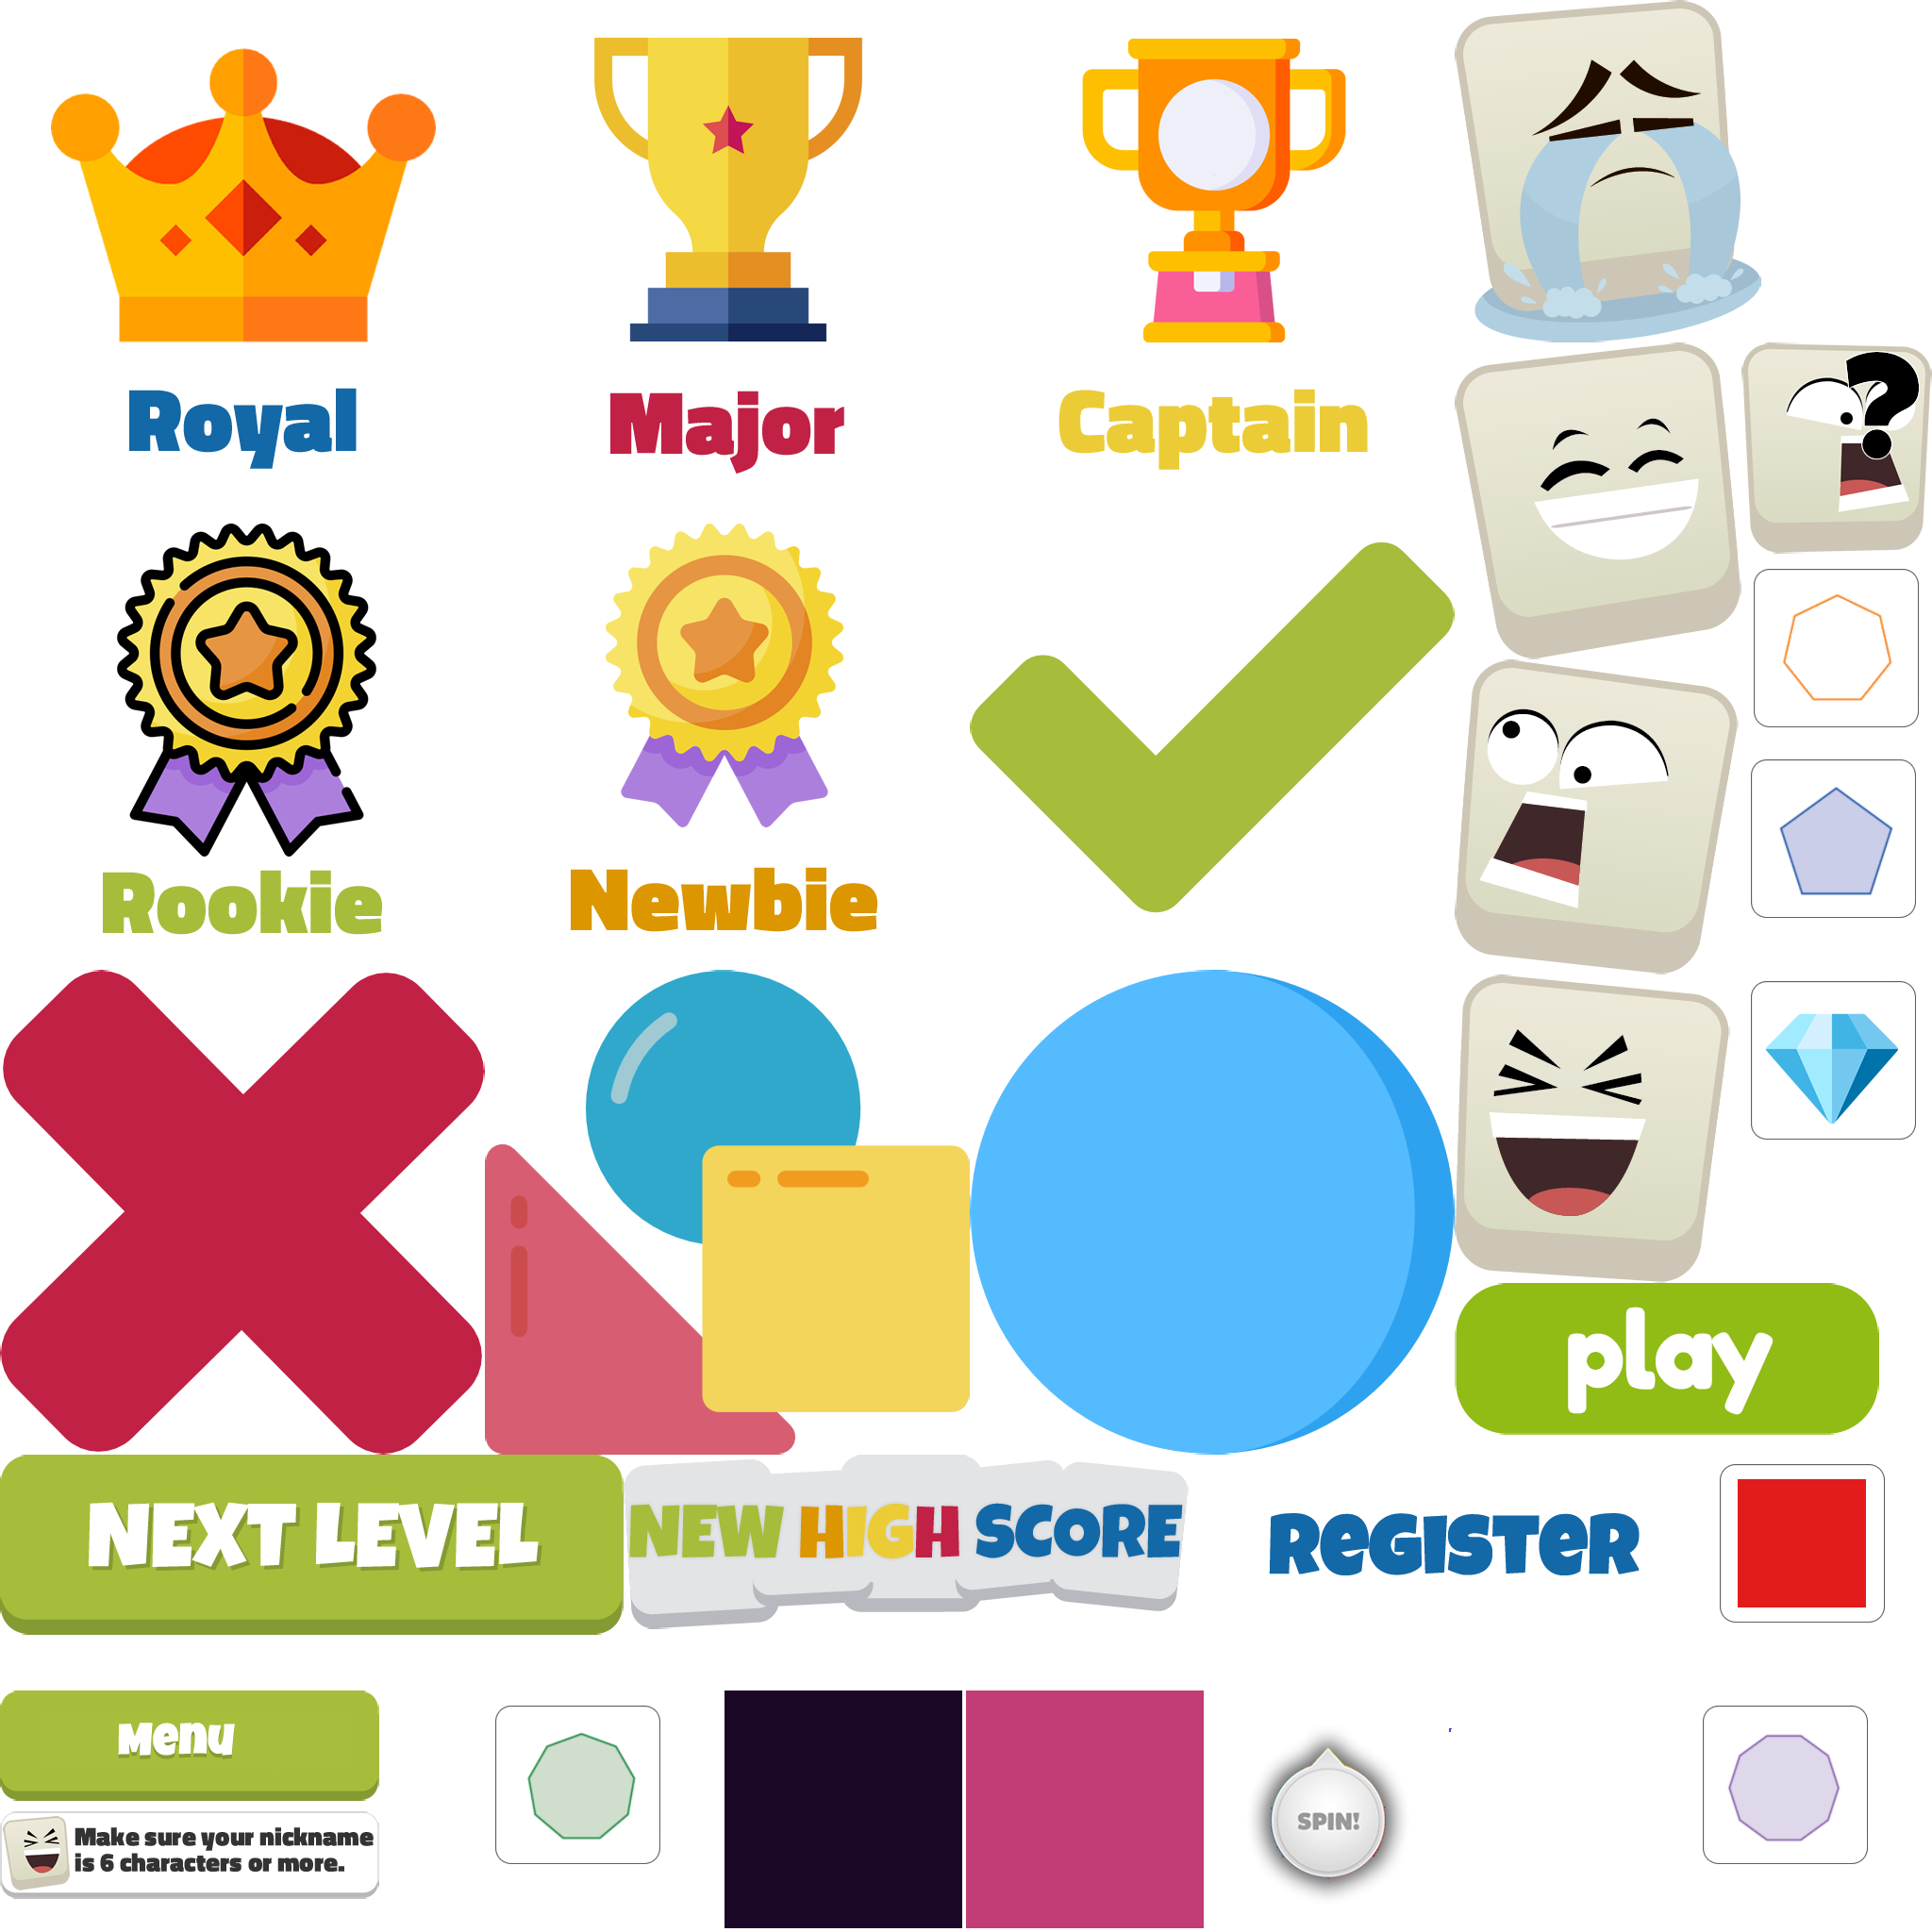 Royal
Major
Captain
?
Rookie
Newbie
play
NEXT LEVEL
NEW HIGH SCORE
ReGISTeR
Menu
Make sure your nickname
is 6 characters or more.
SPIN!